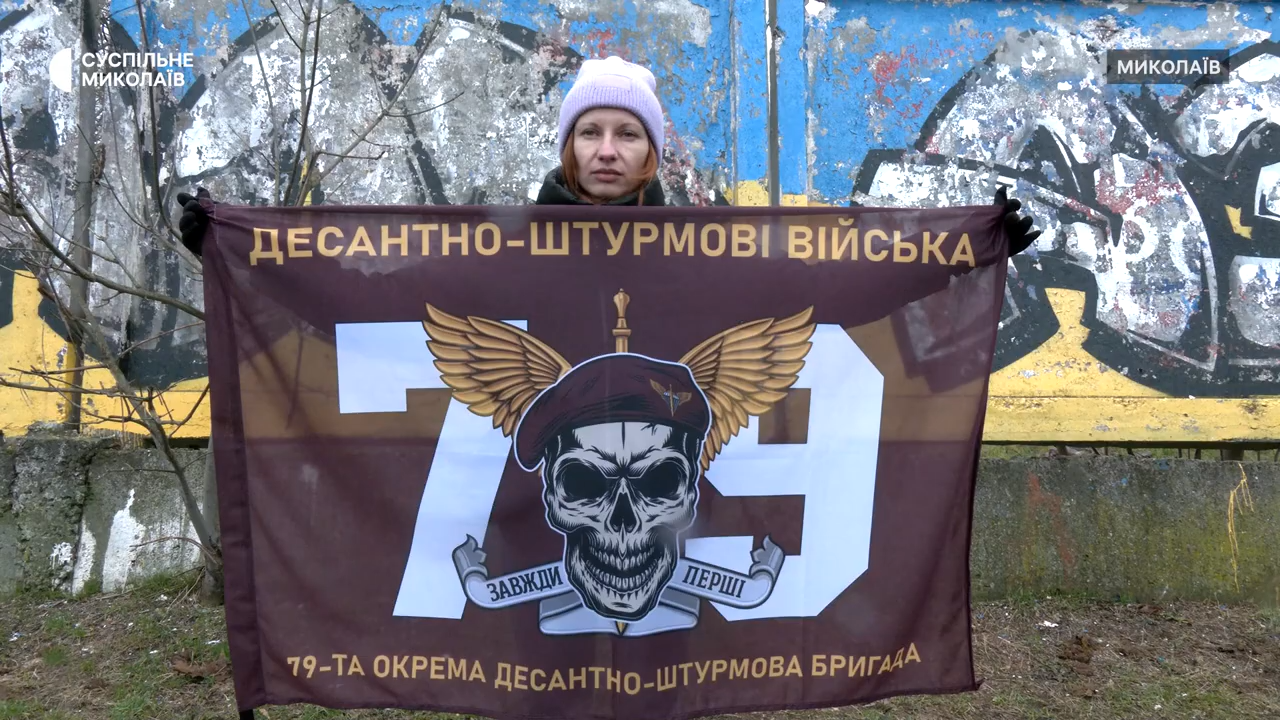 СУСПІЛЬНЕ
МИКОЛАЇВ
МИКОЛАЇВ
ДЕСАНТНО-ШТУРМОВІ ВІЙСЬКА
79
ЗАВЖДИ ПЕРШІ
79-ТА ОКРЕМА ДЕСАНТНО-ШТУРМОВА БРИГАДА